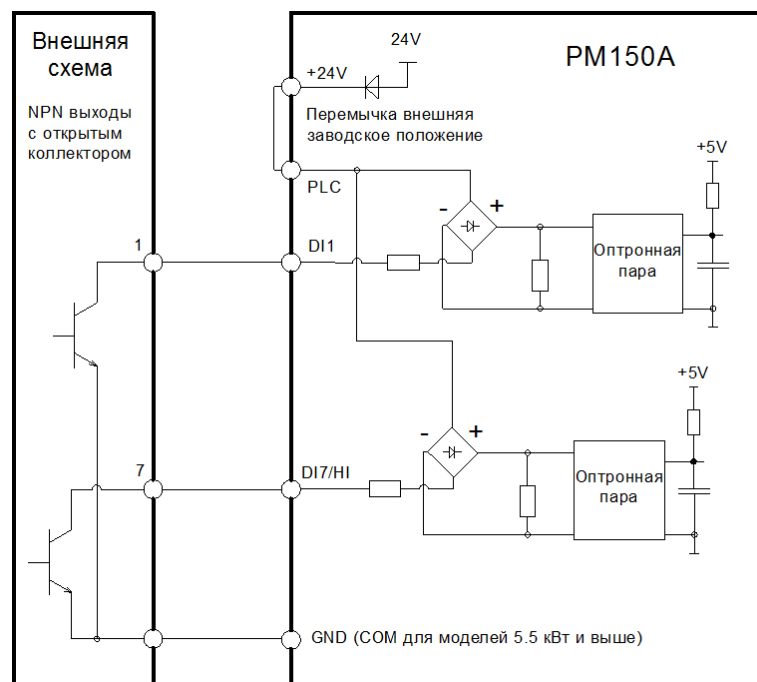 Внешняя
схема
NPN выходы
с открытым
коллектором
24V
+24V
PM150A
Перемычка внешняя
заводское положение
PLC
+5V
- +
1
DI1
Оптронная
пара
+5V
- +
7
DI7/HI
Оптронная
пара
GND (COM для моделей 5.5 кВт и выше)